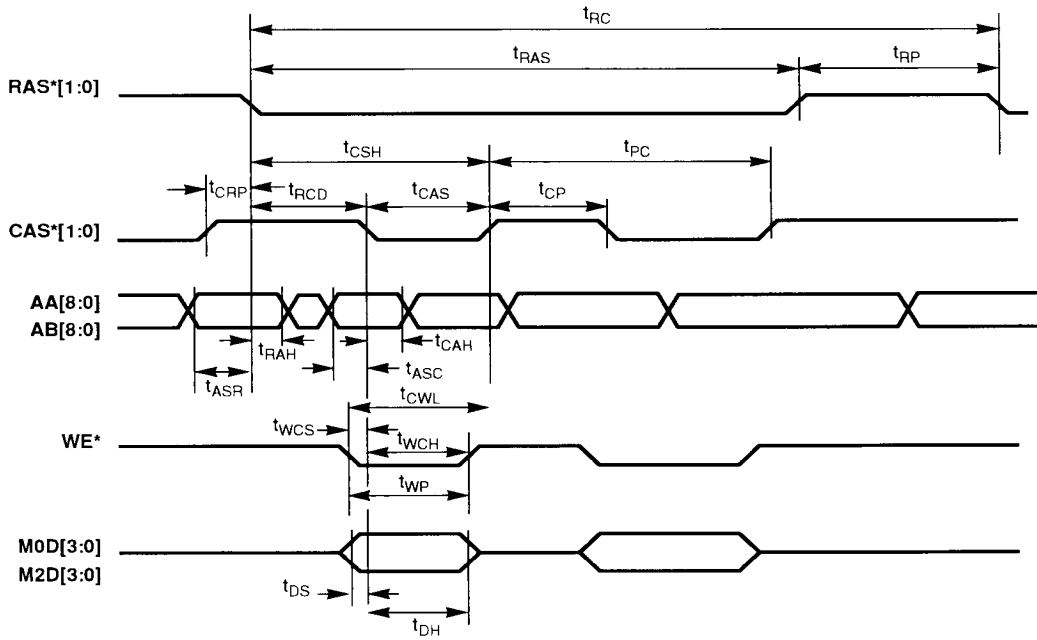 tRC
tRAS
tRP
RAS*[1:0]
tCSH
tPC
tCRP
tRCD
tCAS
tCP
CAS*[1:0]
AA[8:0]
AB[8:0]
tRAH
tCAH
tASR
tASC
tCWL
tWCS
tWCH
WE*
tWP
M0D[3:0]
M2D[3:0]
tDS
tDH